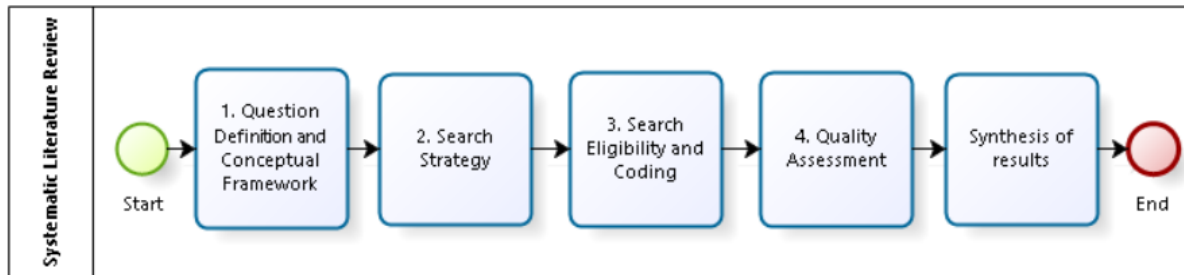 Systematic Literature Review
Start
1. Question
Definition and
Conceptual
Framework
2. Search
Strategy
3. Search
Eligibility and
Coding
4. Quality
Assessment
Synthesis of
results
End